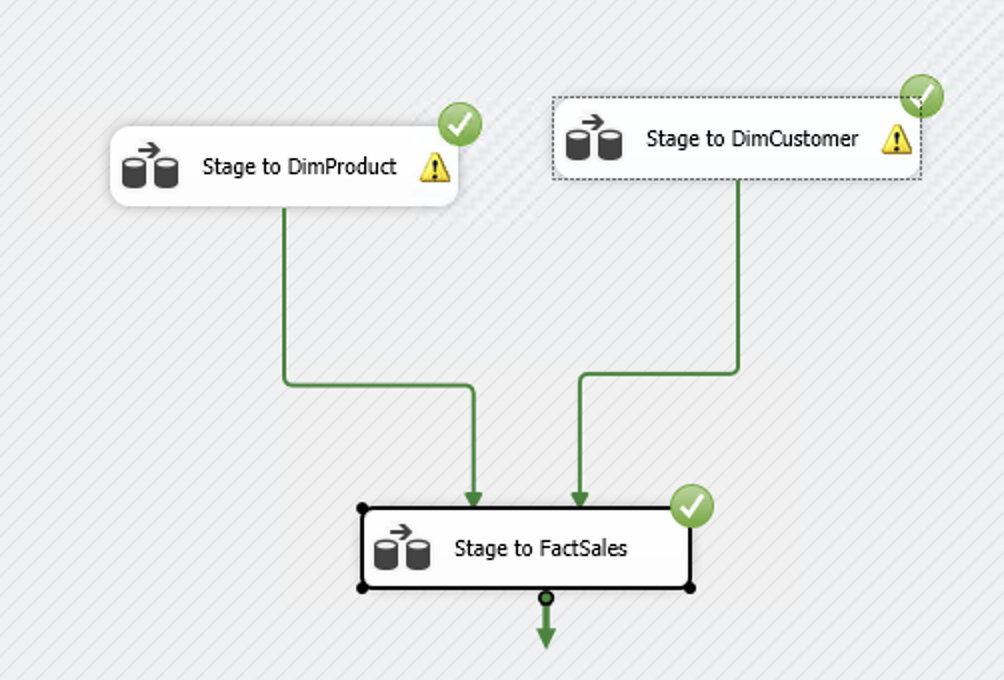 Stage to DimProduct
Stage to DimCustomer
Stage to FactSales